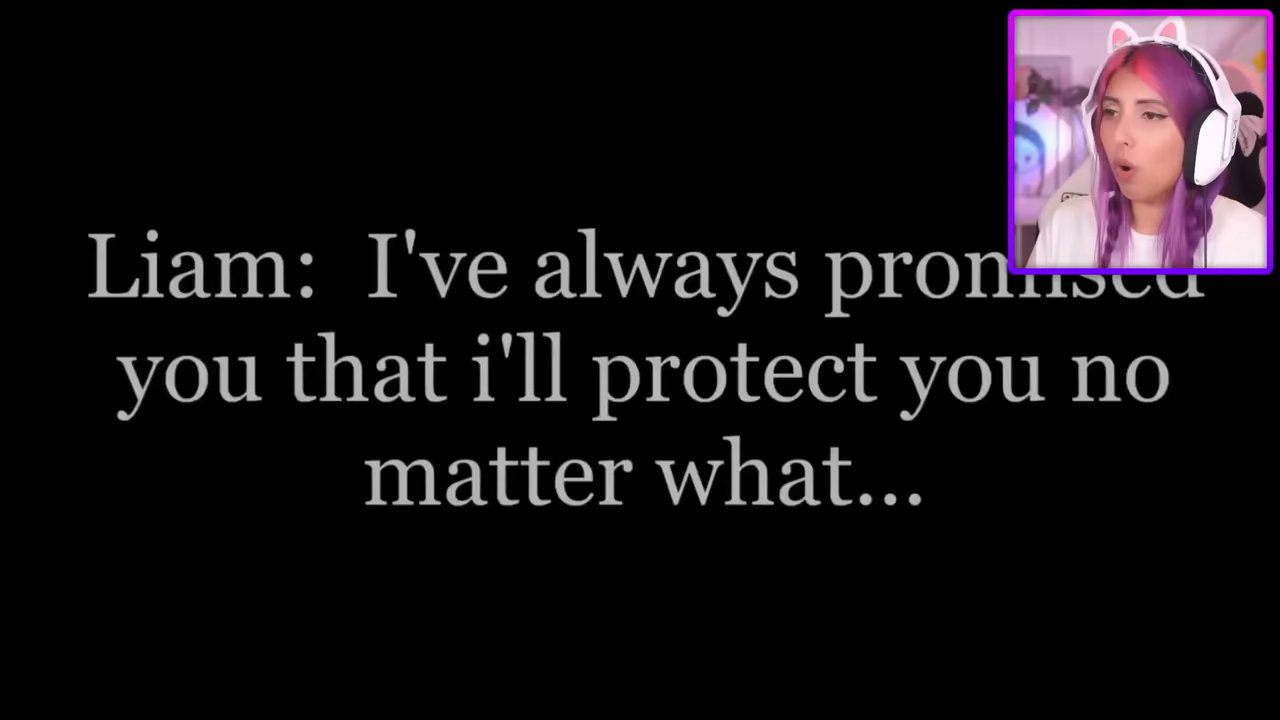 Liam: I've always promised
you that i'll protect you no
matter what...